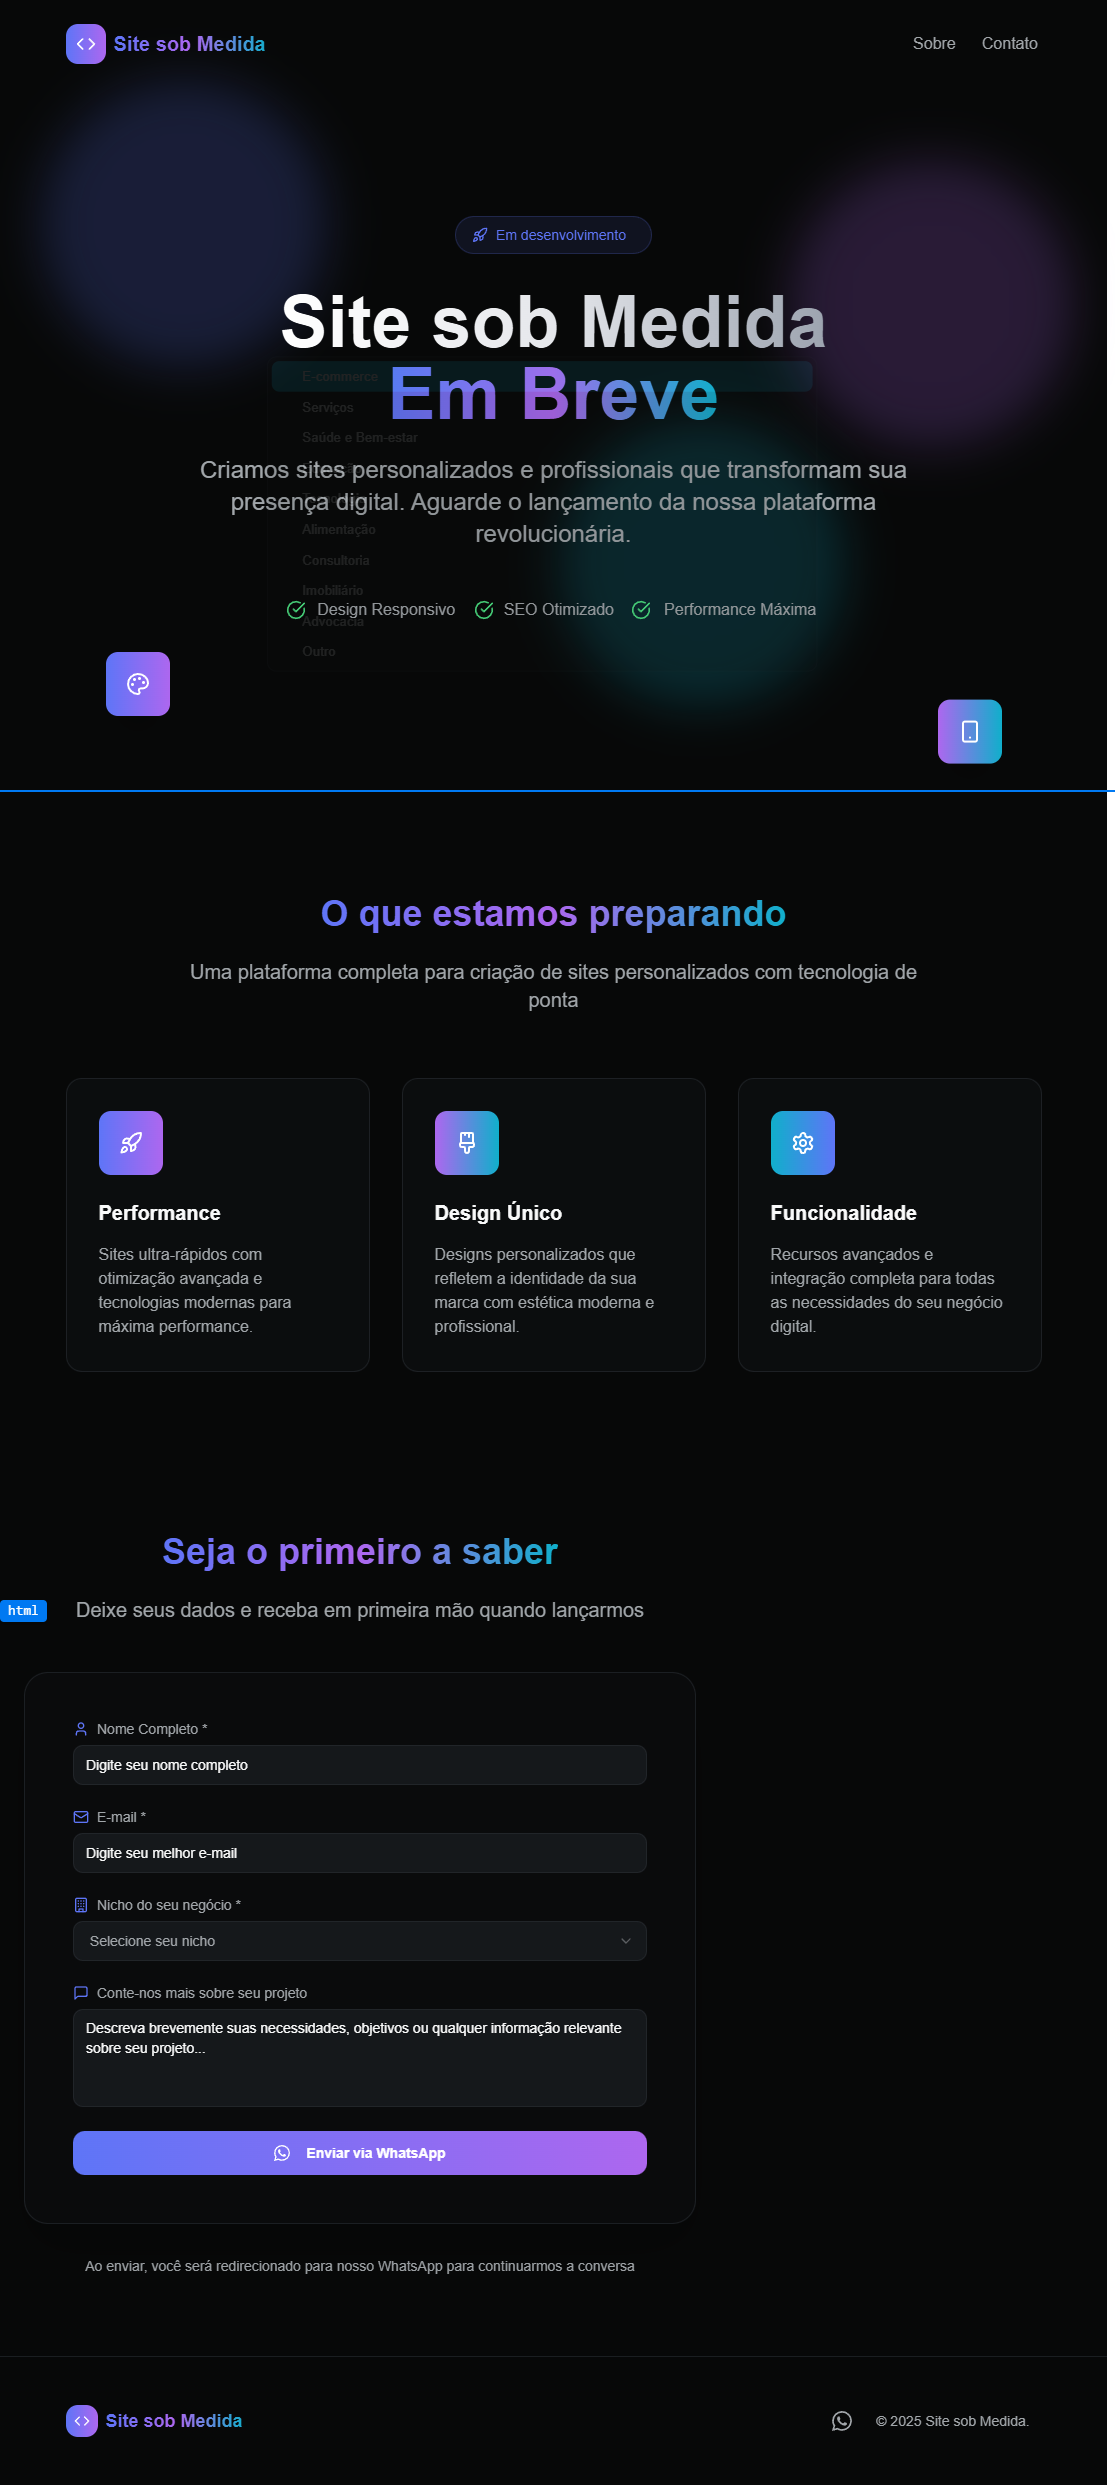 Site sob Medida
Sobre
Contato
Em desenvolvimento
Site sob Medida
E-commerce
Em Breve
Serviços
Saúde e Bem-estar
Criamos sites personalizados e profissionais que transformam sua
presença digital. Aguarde o lançamento da nossa plataforma
Alimentação
revolucionária.
Consultoria
Imobiliário
Design Responsivo
SEO Otimizado
Performance Máxima
Advocacia
Outro
O que estamos preparando
Uma plataforma completa para criação de sites personalizados com tecnologia de
ponta
Performance
Sites ultra-rápidos com
otimização avançada e
tecnologias modernas para
máxima performance.
Design Único
Designs personalizados que
refletem a identidade da sua
marca com estética moderna e
profissional.
Funcionalidade
Recursos avançados e
integração completa para todas
as necessidades do seu negócio
digital.
Seja o primeiro a saber
html
Deixe seus dados e receba em primeira mão quando lançarmos
Nome Completo *
Digite seu nome completo
E-mail *
Digite seu melhor e-mail
Nicho do seu negócio *
Selecione seu nicho
Conte-nos mais sobre seu projeto
Descreva brevemente suas necessidades, objetivos ou qualquer informação relevante
sobre seu projeto...
Enviar via WhatsApp
Ao enviar, você será redirecionado para nosso WhatsApp para continuarmos a conversa
Site sob Medida
© 2025 Site sob Medida.